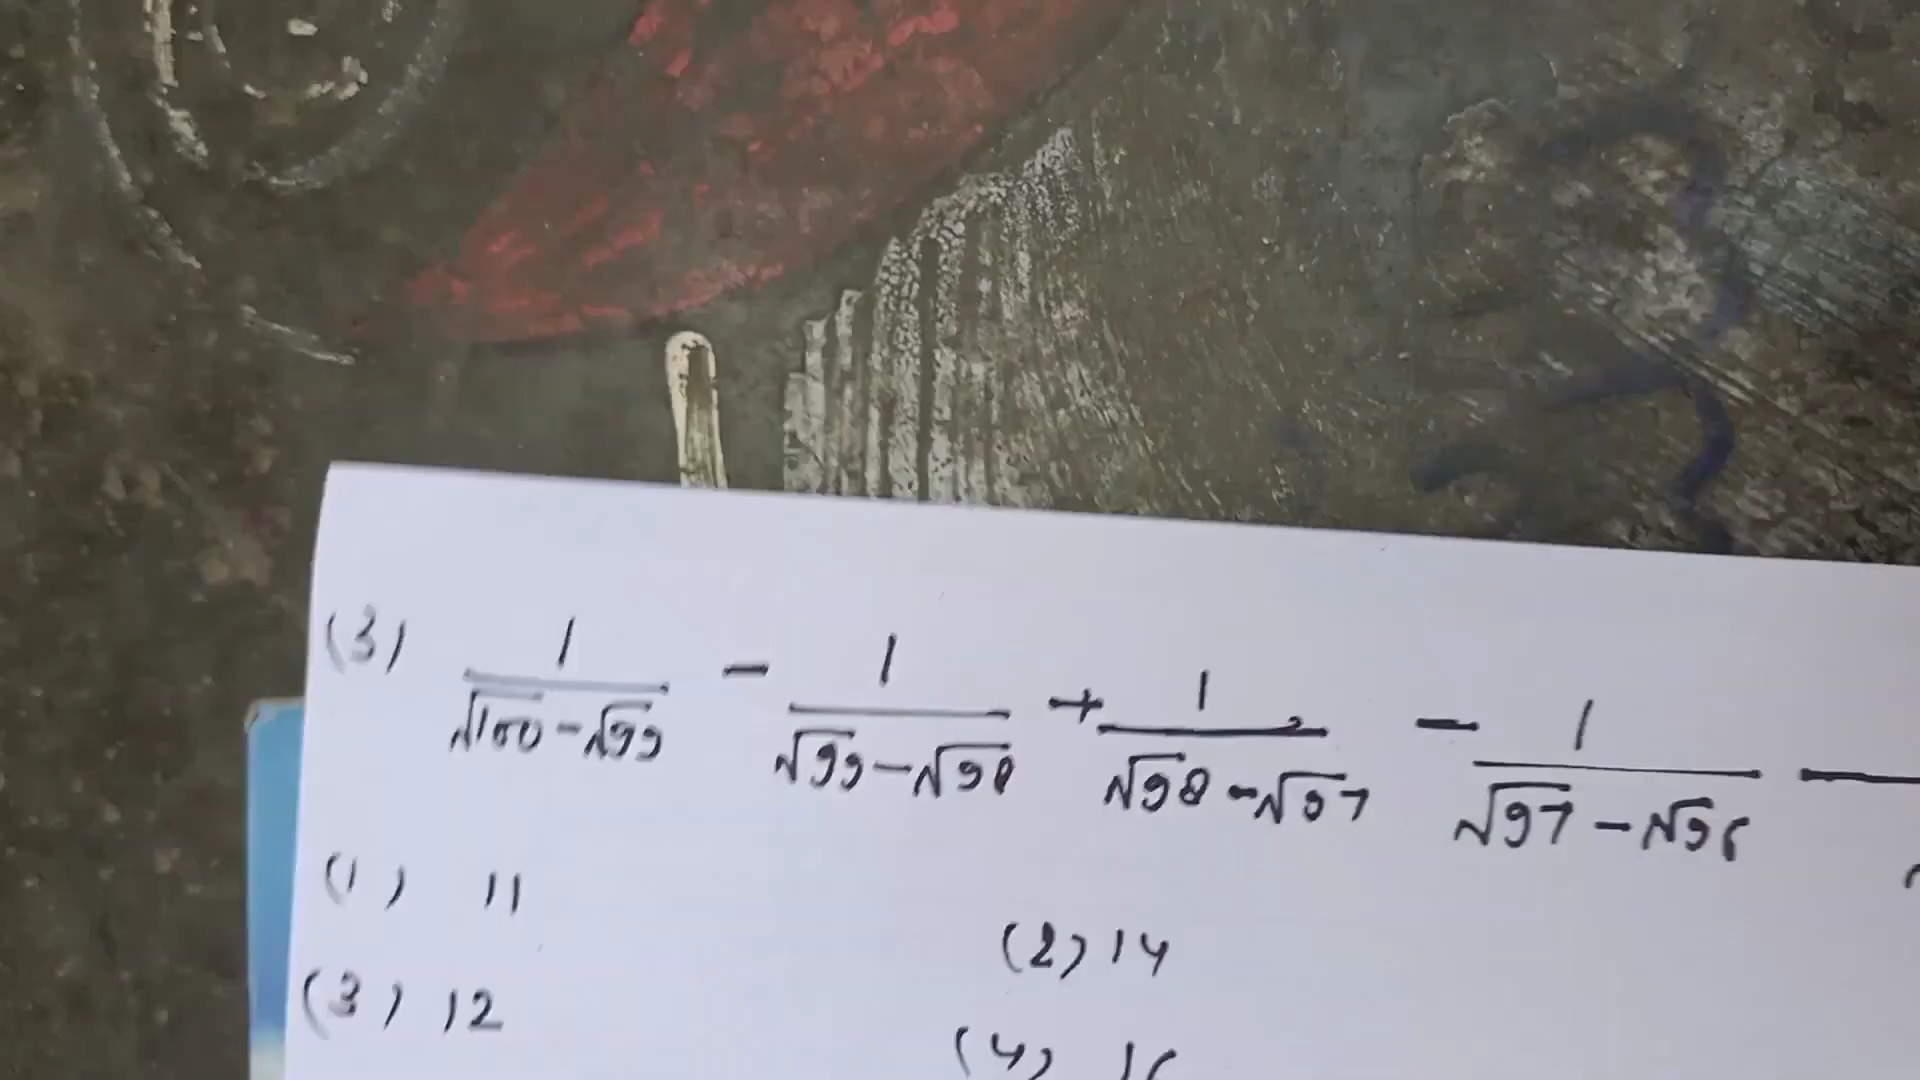 (3) 1/(√100-√99) - 1/(√99-√98) + 1/(√98-√97) - 1/(√97-√96) —
(1) 11
(2) 14
(3) 12
(4)